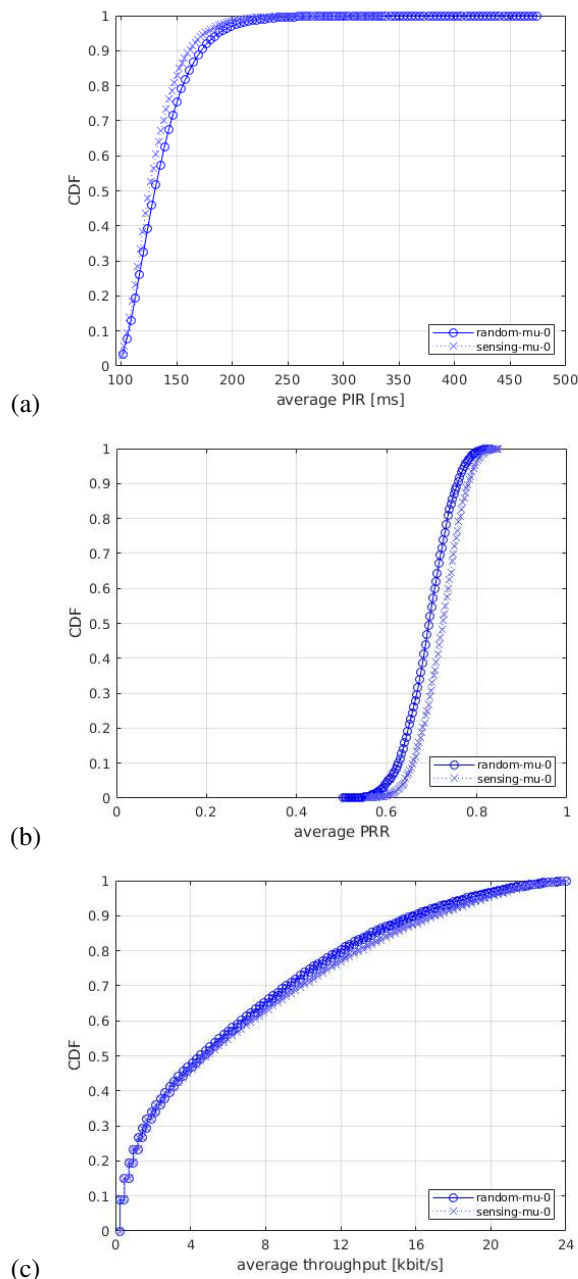 1
0.9
0.8
0.7
0.6
0.5
0.4
0.3
0.2
0.1
0
CDF
random-mu-0
sensing-mu-0
100 150 200 250 300 350 400 450 500
average PIR [ms]
(a)
1
0.9
0.8
0.7
0.6
0.5
0.4
0.3
0.2
0.1
0
CDF
random-mu-0
sensing-mu-0
0 0.2 0.4 0.6 0.8 1
average PRR
(b)
1
0.9
0.8
0.7
0.6
0.5
0.4
0.3
0.2
0.1
0
CDF
random-mu-0
sensing-mu-0
0 4 8 12 16 20 24
average throughput [kbit/s]
(c)